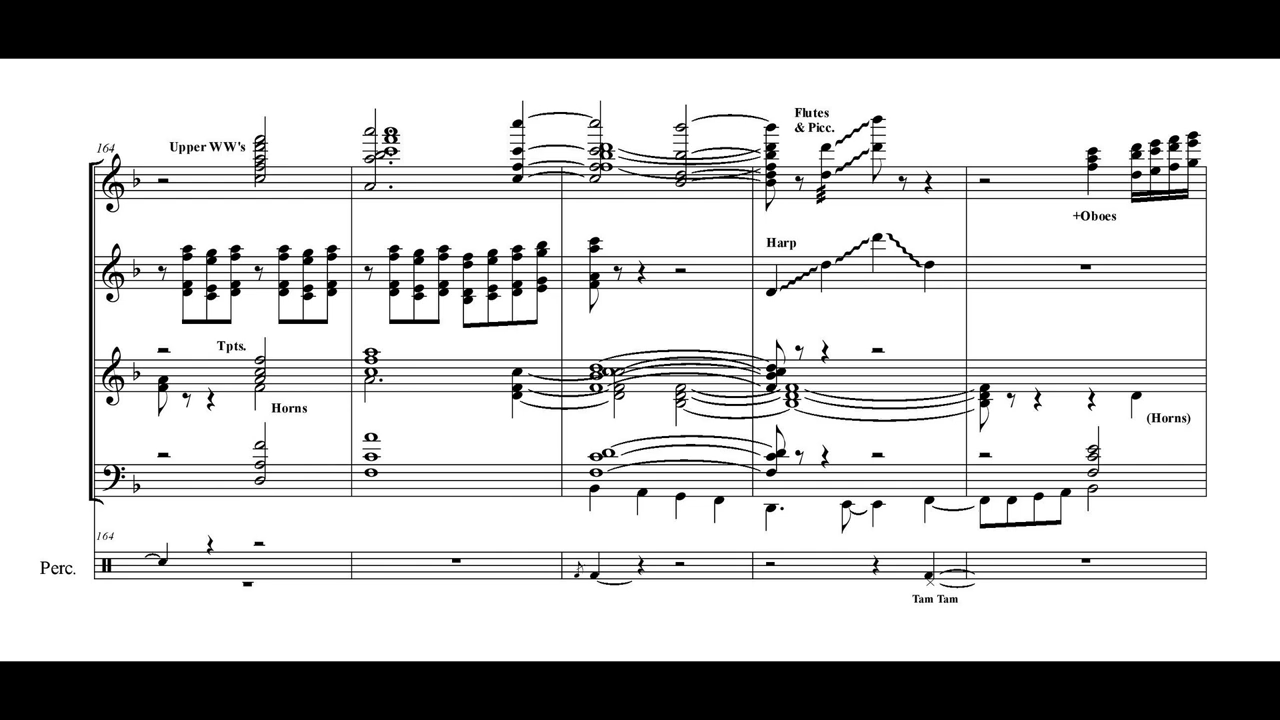 164
Upper WW's
Flutes
& Picc.
+Oboes
Harp
Tpts.
Horns
(Horns)
164
Perc.
Tam Tam